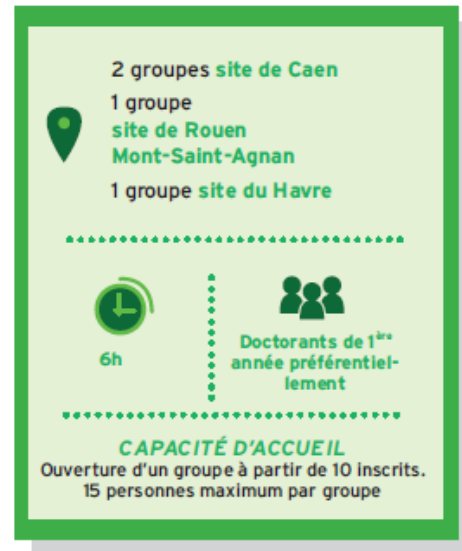 2 groupes site de Caen
1 groupe
site de Rouen
Mont-Saint-Agnan
1 groupe site du Havre
6h
Doctorants de 1ère
année préférentiel-
lement
CAPACITÉ D'ACCUEIL
Ouverture d'un groupe à partir de 10 inscrits.
15 personnes maximum par groupe